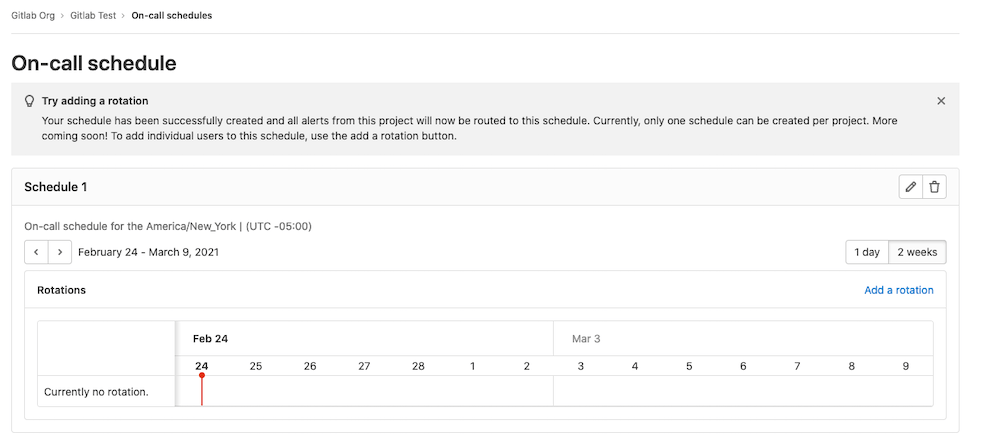 Gitlab Org › Gitlab Test › On-call schedules
On-call schedule
Try adding a rotation
Your schedule has been successfully created and all alerts from this project will now be routed to this schedule. Currently, only one schedule can be created per project. More
coming soon! To add individual users to this schedule, use the add a rotation button.
Schedule 1
On-call schedule for the America/New_York | (UTC -05:00)
February 24 - March 9, 2021
1 day 2 weeks
Rotations Add a rotation
Feb 24 Mar 3
24 25 26 27 28 1 2 3 4 5 6 7 8 9
Currently no rotation.